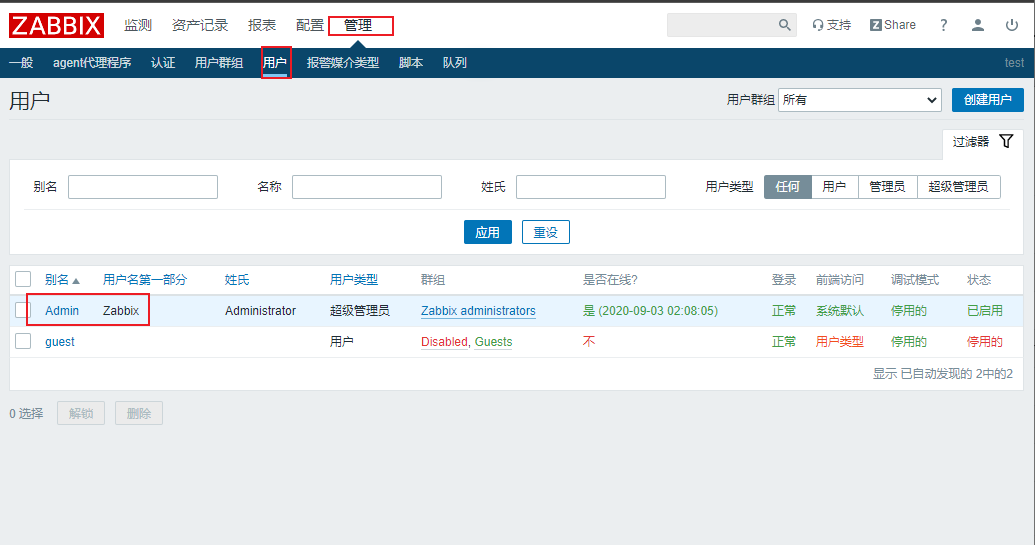 ZABBIX 监测 资产记录 报表 配置 管理 支持 Z Share ?
一般 agent代理程序 认证 用户群组 用户 报警媒介类型 脚本 队列 test
用户 用户群组 所有 创建用户
过滤器
别名 名称 姓氏 用户类型 任何 用户 管理员 超级管理员
应用 重设
别名 用户名第一部分 姓氏 用户类型 群组 是否在线? 登录 前端访问 调试模式 状态
Admin Zabbix Administrator 超级管理员 Zabbix administrators 是 (2020-09-03 02:08:05) 正常 系统默认 停用的 已启用
guest 用户 Disabled, Guests 不 正常 用户类型 停用的 停用的
显示 已自动发现的 2中的2
0 选择 解锁 删除